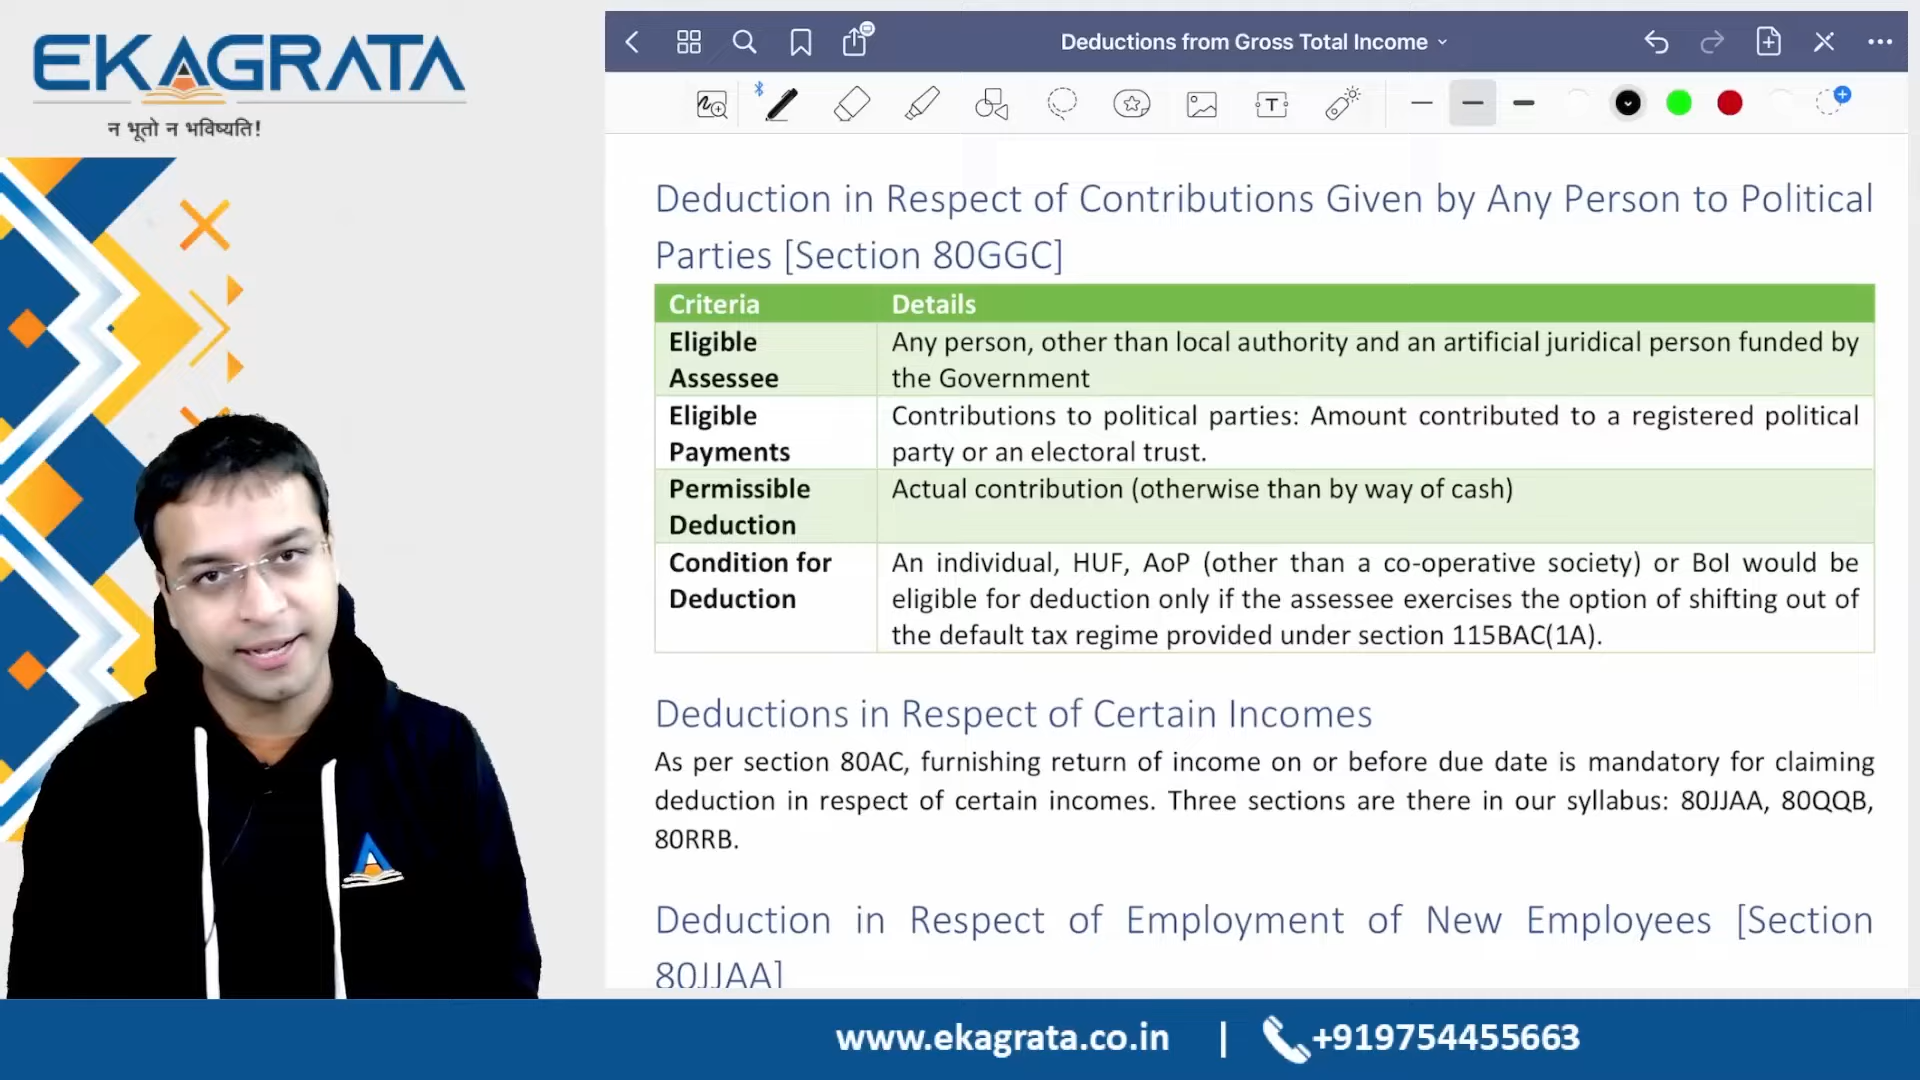 EKAGRATA
न भूतो न भविष्यति!
Deductions from Gross Total Income
T
Deduction in Respect of Contributions Given by Any Person to Political
Parties [Section 80GGC]
Criteria Details
Eligible Any person, other than local authority and an artificial juridical person funded by
Assessee the Government
Eligible Contributions to political parties: Amount contributed to a registered political
Payments party or an electoral trust.
Permissible Actual contribution (otherwise than by way of cash)
Deduction
Condition for An individual, HUF, AoP (other than a co-operative society) or BoI would be
Deduction eligible for deduction only if the assessee exercises the option of shifting out of
the default tax regime provided under section 115BAC(1A).
Deductions in Respect of Certain Incomes
As per section 80AC, furnishing return of income on or before due date is mandatory for claiming
deduction in respect of certain incomes. Three sections are there in our syllabus: 80JJAA, 80QQB,
80RRB.
Deduction in Respect of Employment of New Employees [Section
80JJAA]
www.ekagrata.co.in | +919754455663